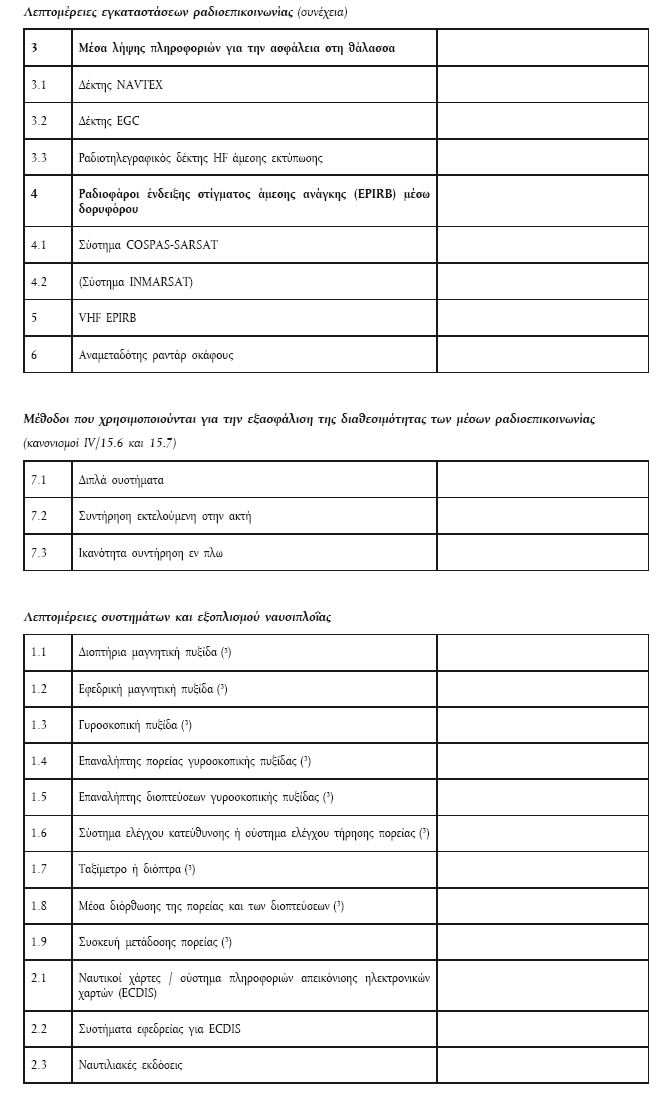 Λεπτομέρειες εγκαταστάσεων ραδιοεπικοινωνίας (συνέχεια)
3 Μέσα λήψης πληροφοριών για την ασφάλεια στη θάλασσα
3.1 Δέκτης NAVTEX
3.2 Δέκτης EGC
3.3 Ραδιοτηλεγραφικός δέκτης HF άμεσης εκτύπωσης
4 Ραδιοφάροι ένδειξης στίγματος άμεσης ανάγκης (EPIRB) μέσω
δορυφόρου
4.1 Σύστημα COSPAS-SARSAT
4.2 (Σύστημα INMARSAT)
5 VHF EPIRB
6 Αναμεταδότης ραντάρ σκάφους
Μέθοδοι που χρησιμοποιούνται για την εξασφάλιση της διαθεσιμότητας των μέσων ραδιοεπικοινωνίας
(κανονισμοί IV/15.6 και 15.7)
7.1 Διπλά συστήματα
7.2 Συντήρηση εκτελούμενη στην ακτή
7.3 Ικανότητα συντήρηση εν πλω
Λεπτομέρειες συστημάτων και εξοπλισμού ναυσιπλοΐας
1.1 Διοπτήρια μαγνητική πυξίδα (³)
1.2 Εφεδρική μαγνητική πυξίδα (³)
1.3 Γυροσκοπική πυξίδα (³)
1.4 Επαναλήπτης πορείας γυροσκοπικής πυξίδας (³)
1.5 Επαναλήπτης διοπτεύσεων γυροσκοπικής πυξίδας (³)
1.6 Σύστημα ελέγχου κατεύθυνσης ή σύστημα ελέγχου τήρησης πορείας (³)
1.7 Ταξίμετρο ή διόπτρα (³)
1.8 Μέσα διόρθωσης της πορείας και των διοπτεύσεων (³)
1.9 Συσκευή μετάδοσης πορείας (³)
2.1 Ναυτικοί χάρτες / σύστημα πληροφοριών απεικόνισης ηλεκτρονικών
χαρτών (ECDIS)
2.2 Συστήματα εφεδρείας για ECDIS
2.3 Ναυτιλιακές εκδόσεις